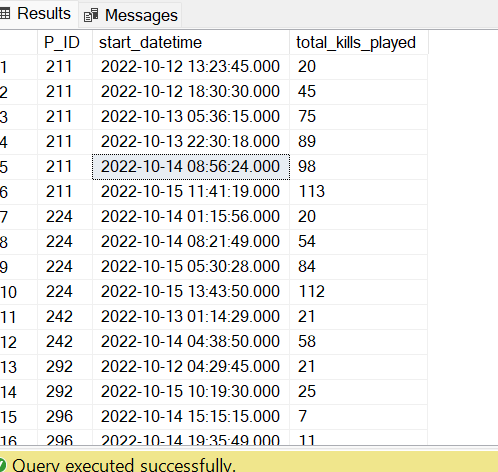 Results Messages
P_ID start_datetime total_kills_played
1 211 2022-10-12 13:23:45.000 20
2 211 2022-10-12 18:30:30.000 45
3 211 2022-10-13 05:36:15.000 75
4 211 2022-10-13 22:30:18.000 89
5 211 2022-10-14 08:56:24.000 98
6 211 2022-10-15 11:41:19.000 113
7 224 2022-10-14 01:15:56.000 20
8 224 2022-10-14 08:21:49.000 54
9 224 2022-10-15 05:30:28.000 84
10 224 2022-10-15 13:43:50.000 112
11 242 2022-10-13 01:14:29.000 21
12 242 2022-10-14 04:38:50.000 58
13 292 2022-10-12 04:29:45.000 21
14 292 2022-10-15 10:19:30.000 25
15 296 2022-10-14 15:15:15.000 7
16 296 2022-10-14 19:35:49.000 11
Query executed successfully.